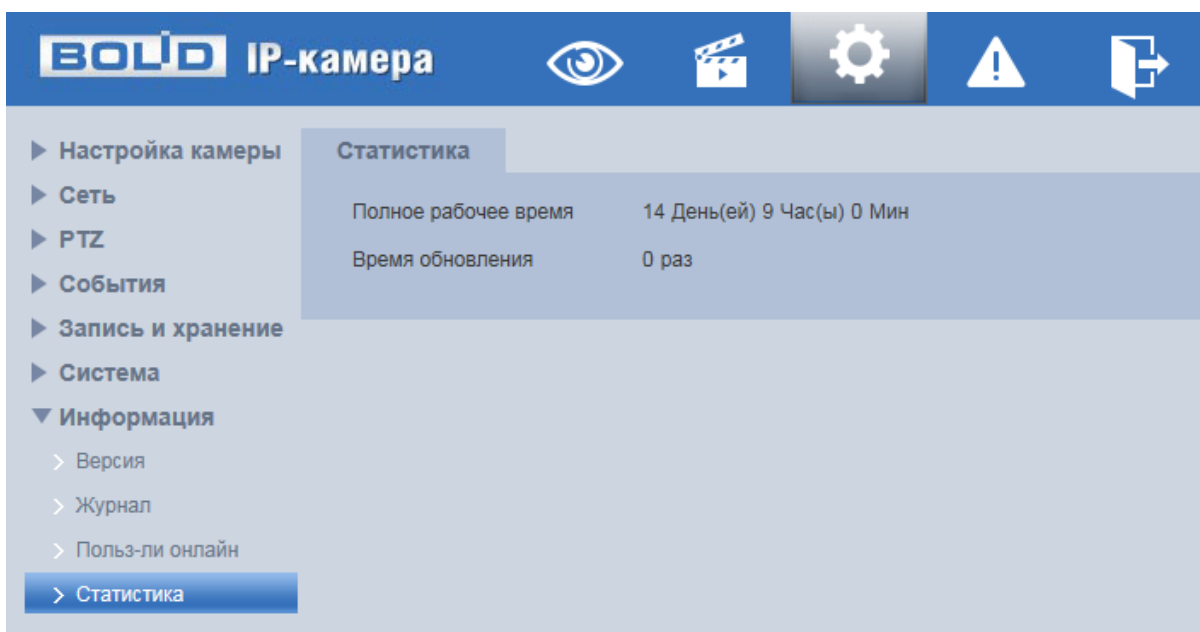 BOLID IP-камера
Настройка камеры
Сеть
PTZ
События
Запись и хранение
Система
Информация
Версия
Журнал
Польз-ли онлайн
Статистика
Статистика
Полное рабочее время 14 День(ей) 9 Час(ы) 0 Мин
Время обновления 0 раз